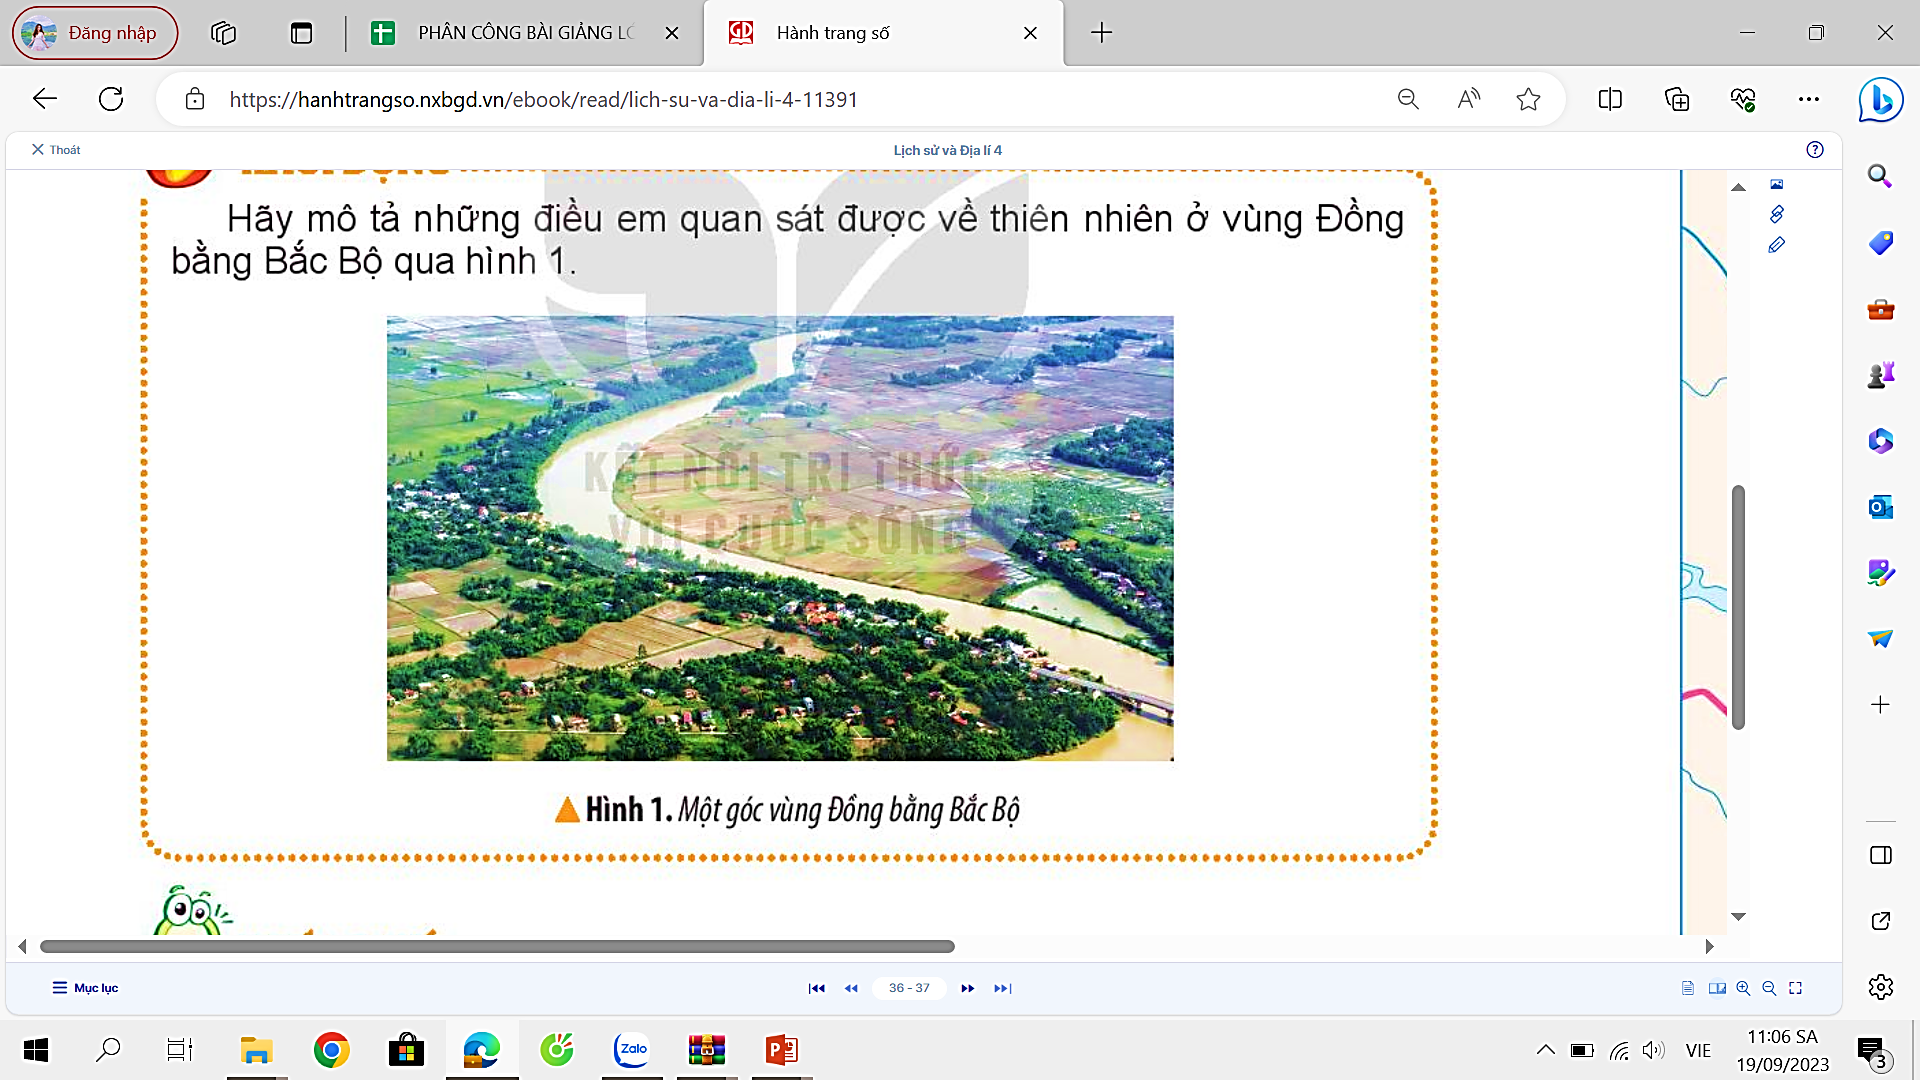 Đăng nhập
PHÂN CÔNG BÀI GIẢNG LỚ
Hành trang số
https://hanhtrangso.nxbgd.vn/ebook/read/lich-su-va-dia-li-4-11391
Thoát
Lịch sử và Địa lí 4
Hãy mô tả những điều em quan sát được về thiên nhiên ở vùng Đồng
bằng Bắc Bộ qua hình 1.
KẾT NỐI TRI THỨC
VỚI CUỘC SỐNG
Hình 1. Một góc vùng Đồng bằng Bắc Bộ
Mục lục
36 - 37
Zalo
VIE
11:06 SA
19/09/2023
3